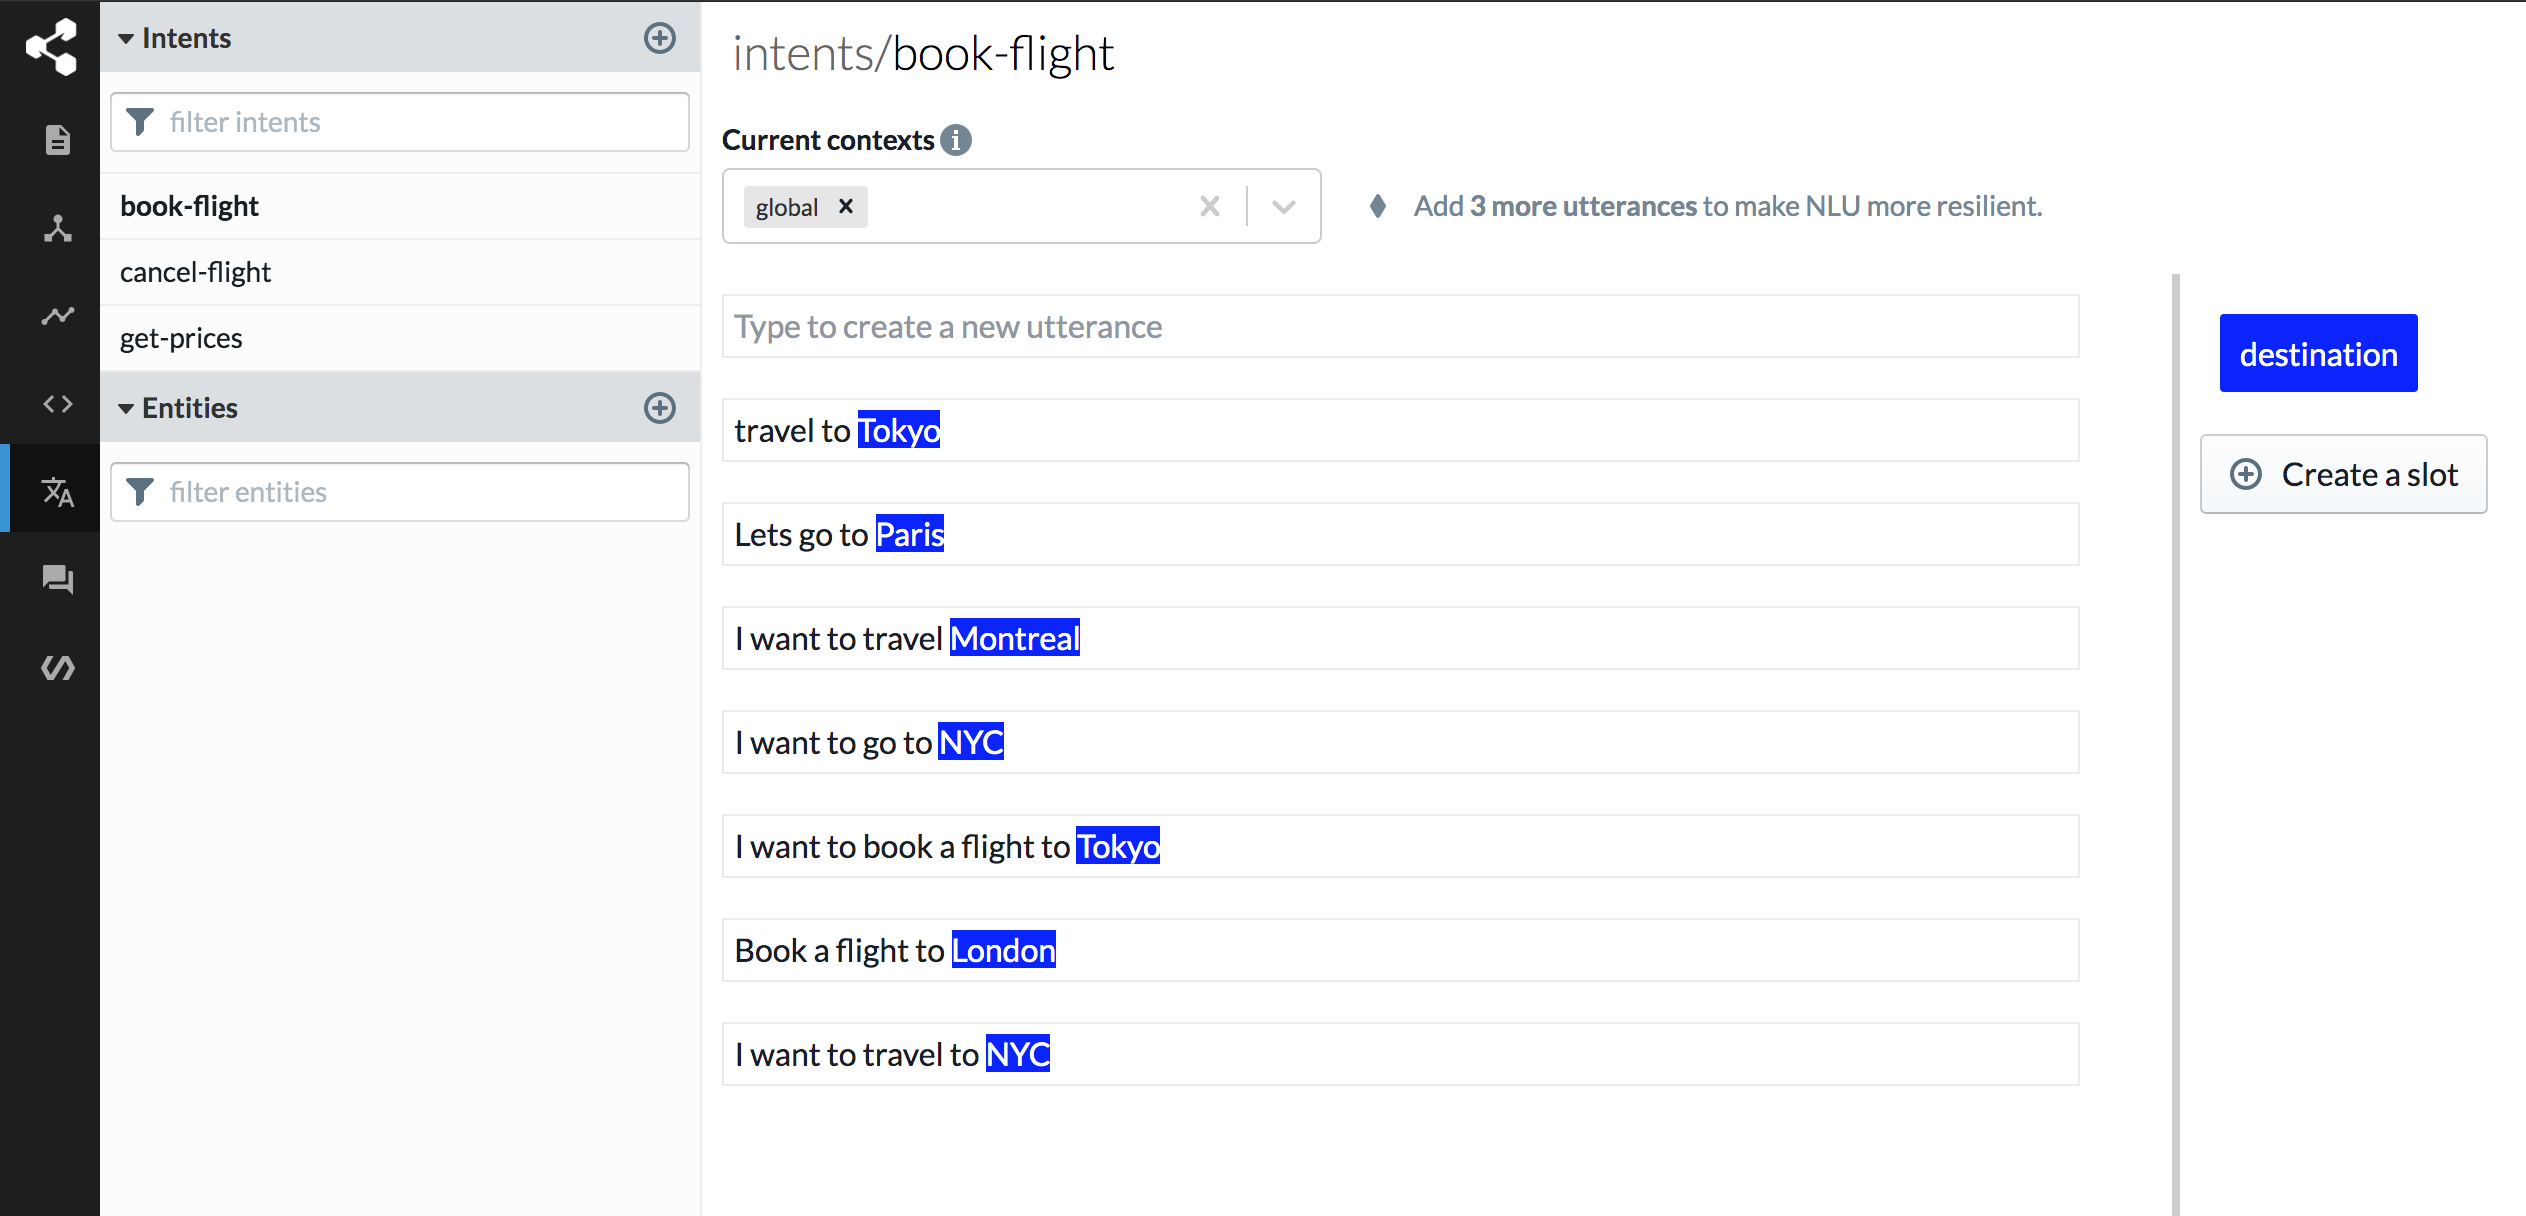 Intents
filter intents
book-flight
cancel-flight
get-prices
Entities
filter entities
intents/book-flight
Current contexts
global
Add 3 more utterances to make NLU more resilient.
Type to create a new utterance
travel to Tokyo
Lets go to Paris
I want to travel Montreal
I want to go to NYC
I want to book a flight to Tokyo
Book a flight to London
I want to travel to NYC
destination
Create a slot